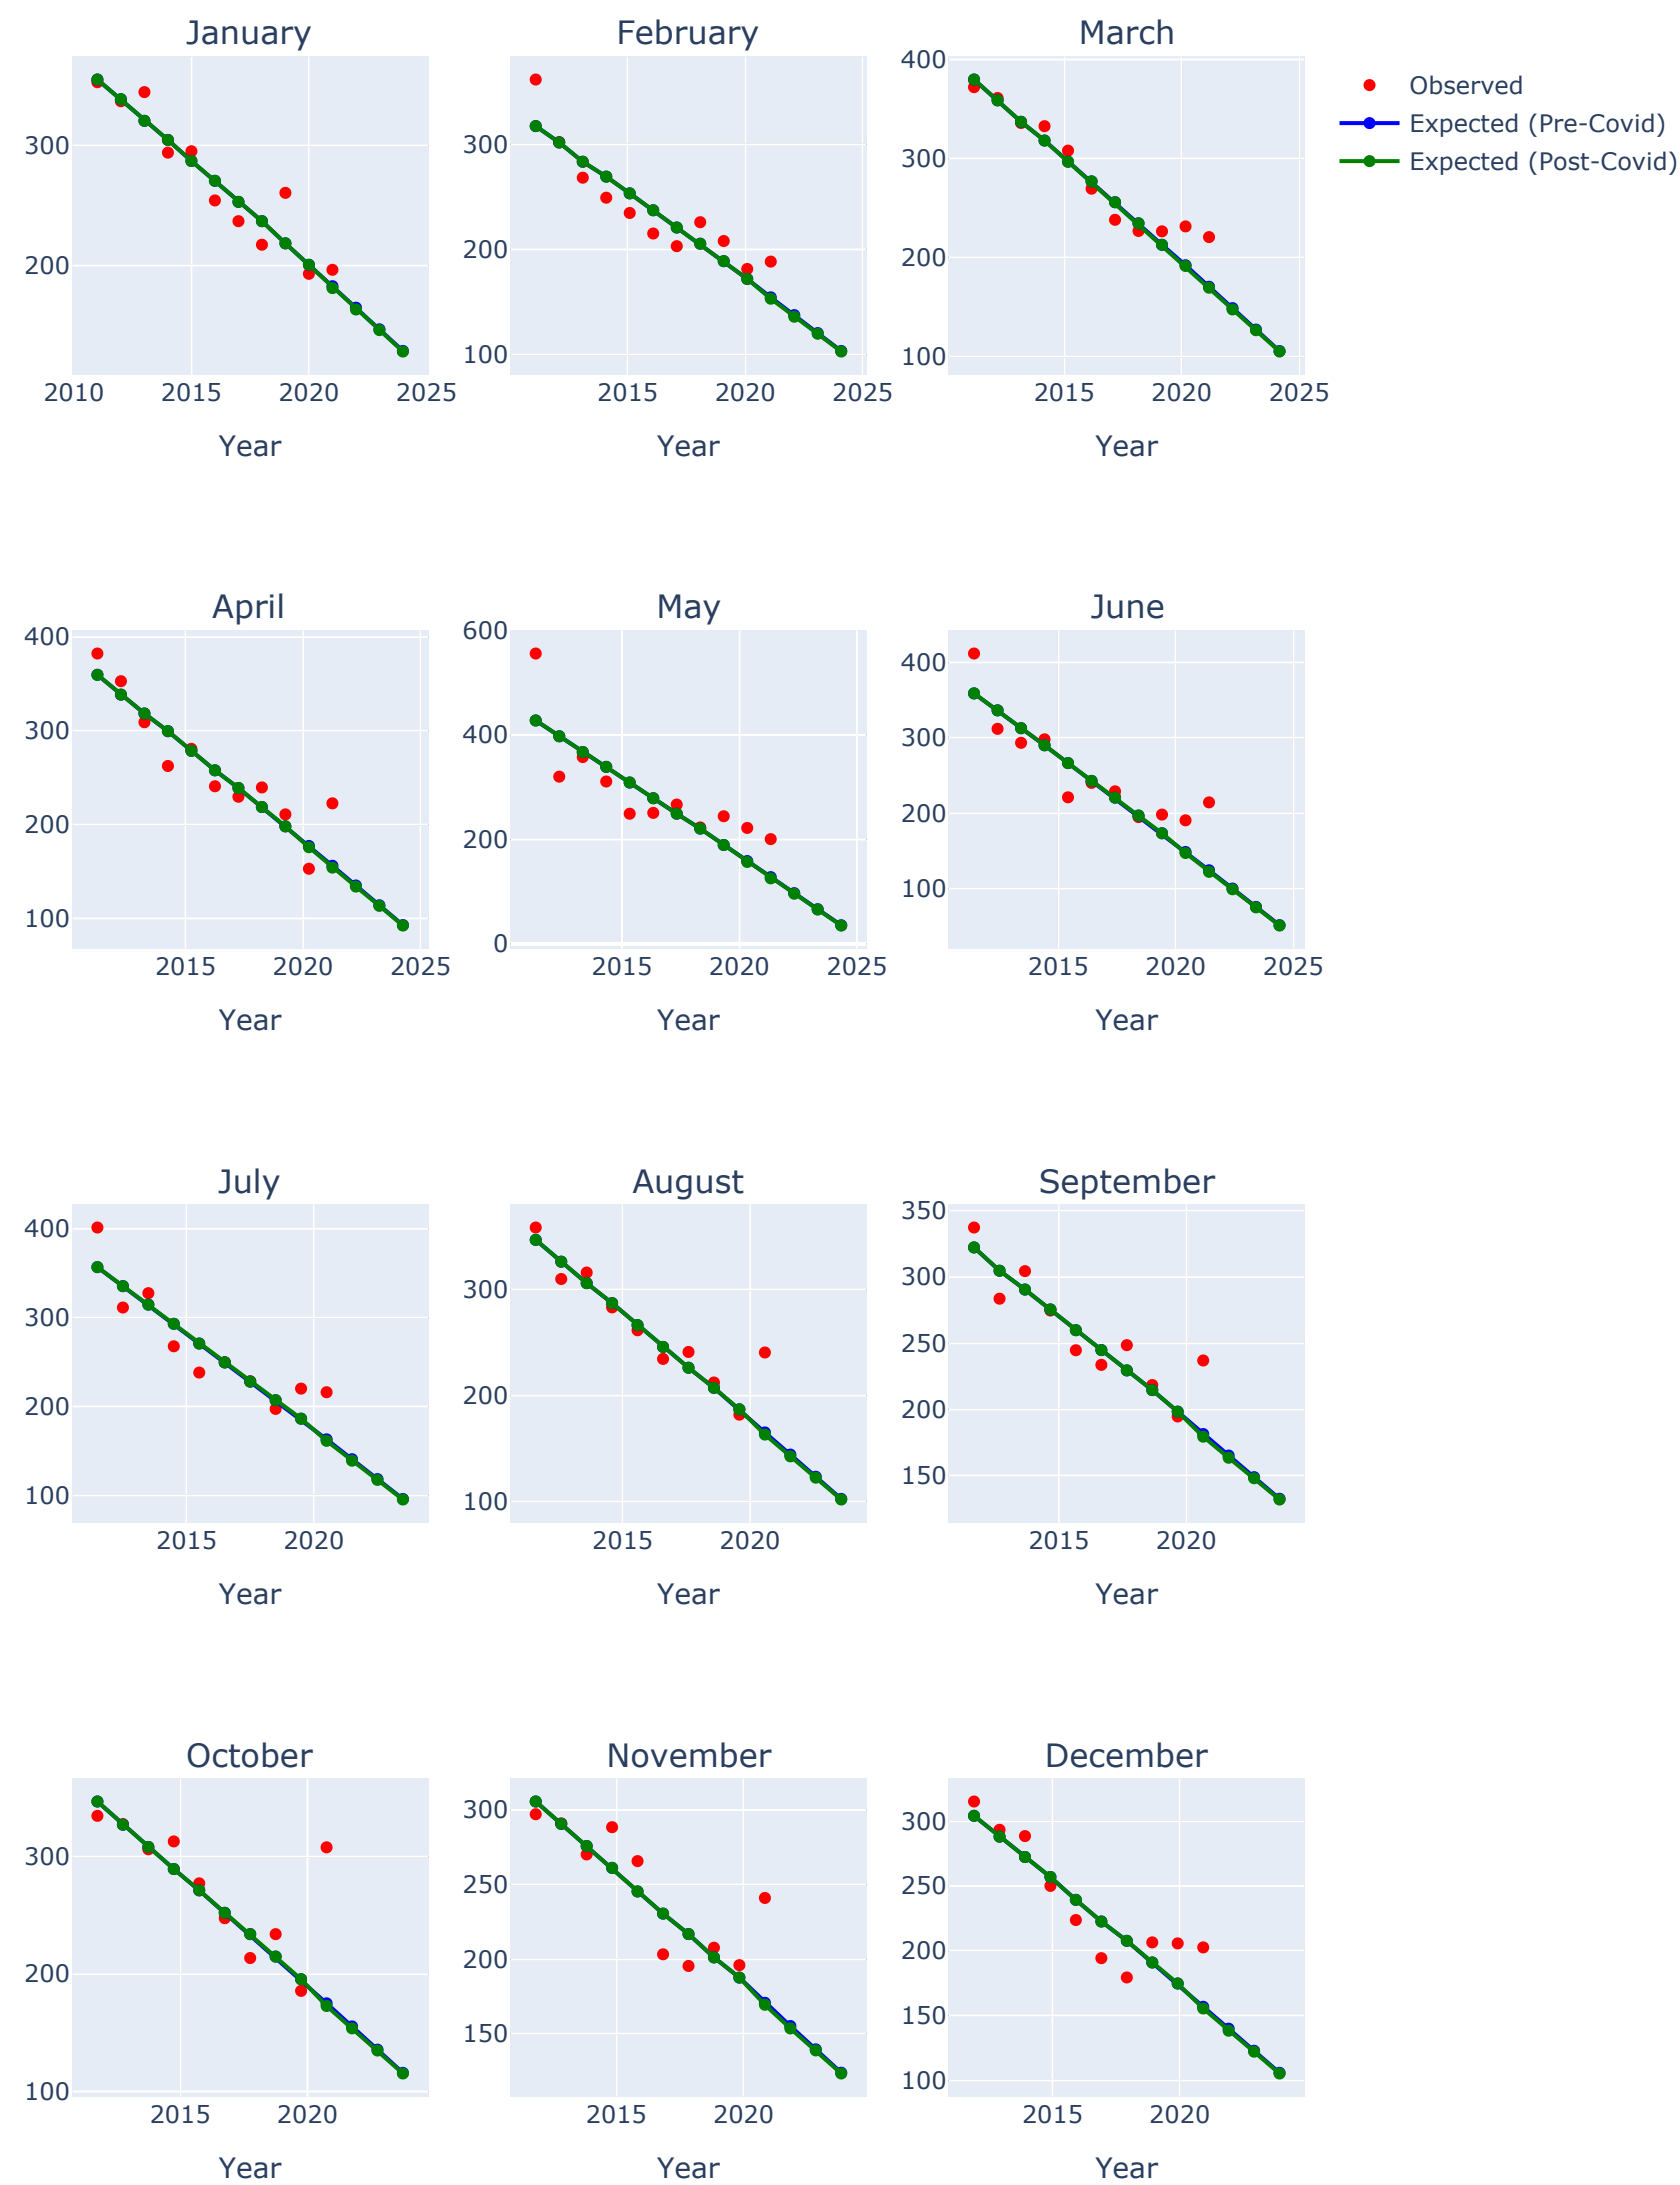 January
February
March
300
200
2010
2015
2020
2025
Year
300
200
100
2015
2020
2025
Year
400
300
200
100
2015
2020
2025
Year
Observed
Expected (Pre-Covid)
Expected (Post-Covid)
April
May
June
400
300
200
100
2015
2020
2025
Year
600
400
200
0
2015
2020
2025
Year
400
300
200
100
2015
2020
2025
Year
July
August
September
400
300
200
100
2015
2020
Year
300
200
100
2015
2020
Year
350
300
250
200
150
2015
2020
Year
October
November
December
300
200
100
2015
2020
Year
300
250
200
150
2015
2020
Year
300
250
200
150
100
2015
2020
Year